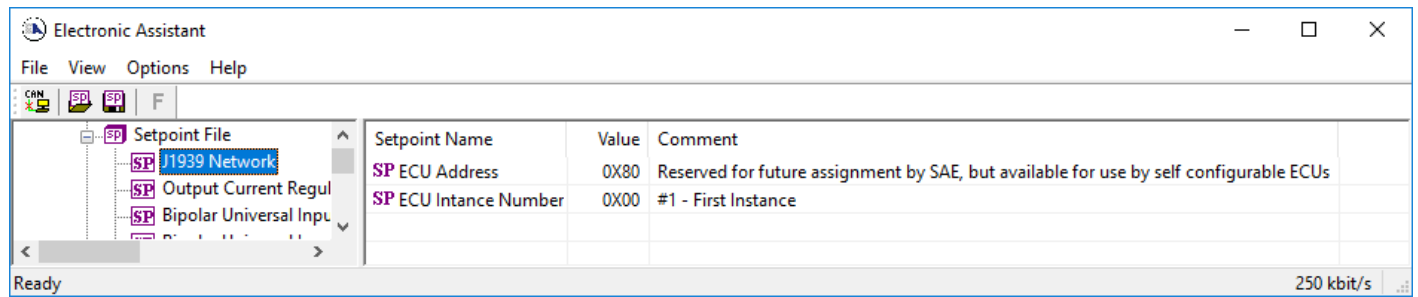 Electronic Assistant
File View Options Help
CAN SP SP F
SP Setpoint File
SP J1939 Network
SP Output Current Regul
SP Bipolar Universal Inpu
Setpoint Name Value Comment
SP ECU Address 0X80 Reserved for future assignment by SAE, but available for use by self configurable ECUs
SP ECU Intance Number 0X00 #1 - First Instance
Ready 250 kbit/s